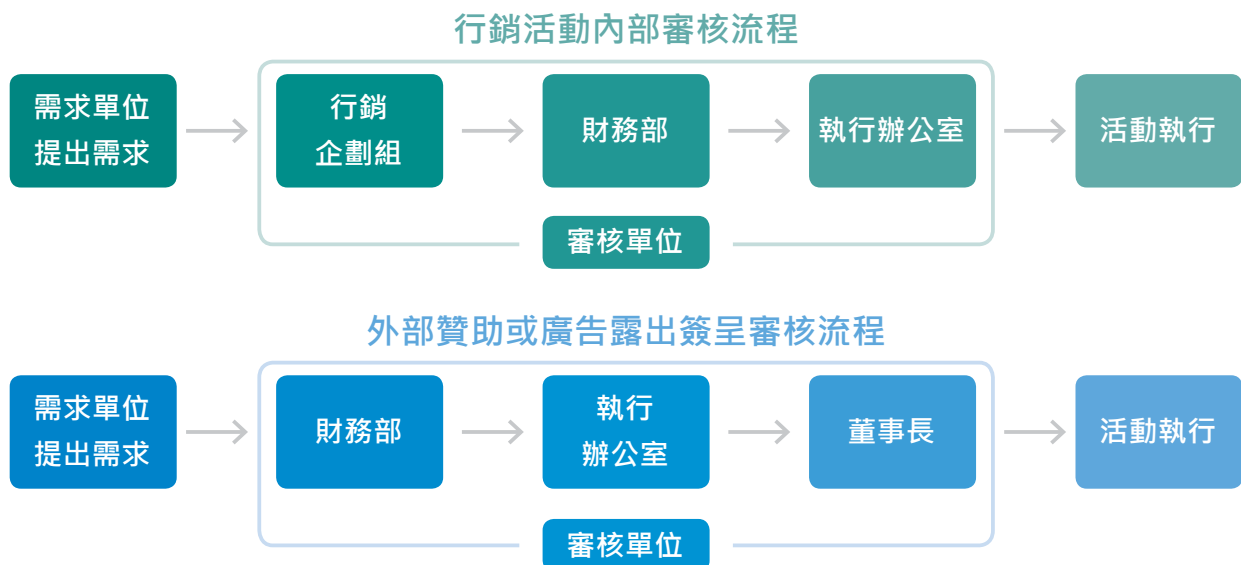 行銷活動內部審核流程
需求單位
提出需求
行銷
企劃組
財務部
執行辦公室
活動執行
審核單位
外部贊助或廣告露出簽呈審核流程
需求單位
提出需求
財務部
執行
辦公室
董事長
活動執行
審核單位